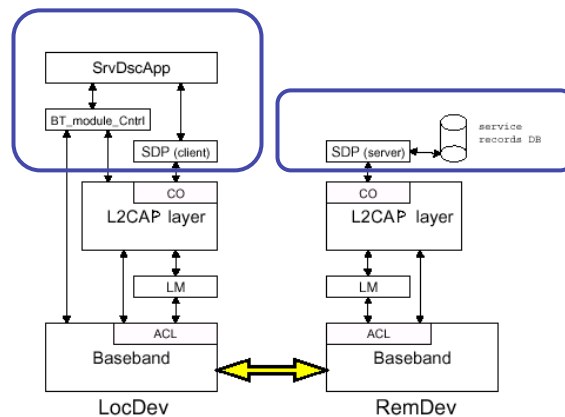 SrvDscApp
BT_module_Cntrl
service
records DB
SDP (client)
SDP (server)
CO
CO
L2CAP layer
L2CAP layer
LM
LM
ACL
ACL
Baseband
Baseband
LocDev
RemDev